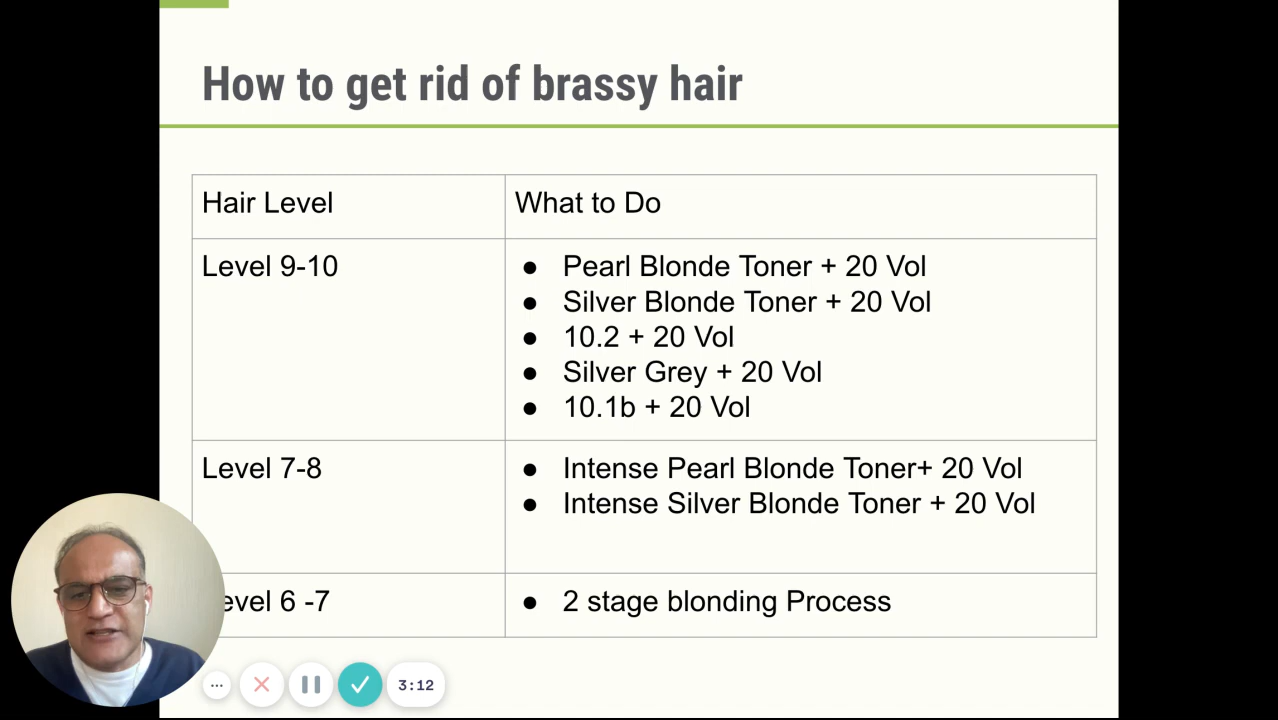 How to get rid of brassy hair
Hair Level
What to Do
Level 9-10
● Pearl Blonde Toner + 20 Vol
● Silver Blonde Toner + 20 Vol
● 10.2 + 20 Vol
● Silver Grey + 20 Vol
● 10.1b + 20 Vol
Level 7-8
● Intense Pearl Blonde Toner+ 20 Vol
● Intense Silver Blonde Toner + 20 Vol
evel 6 -7
● 2 stage blonding Process
3:12